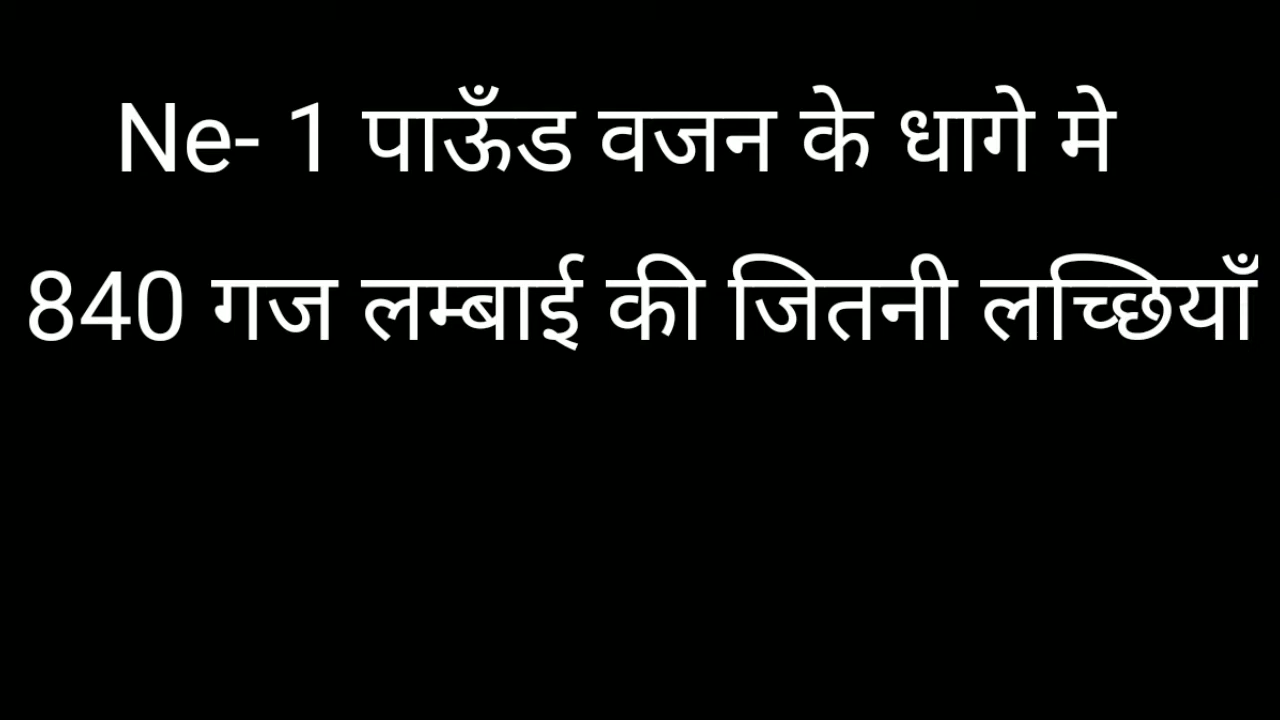 Ne- 1 पाऊँड वजन के धागे मे
840 गज लम्बाई की जितनी लच्छियाँ